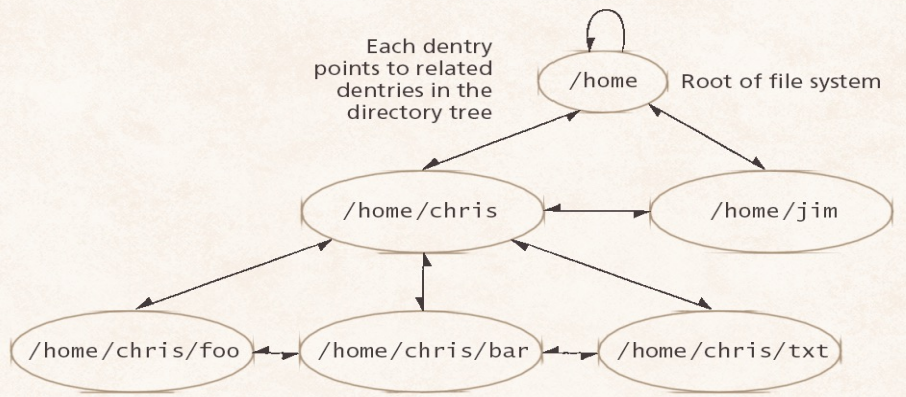 Each dentry
points to related
dentries in the
directory tree
/home
Root of file system
/home/chris
/home/jim
/home/chris/foo
/home/chris/bar
/home/chris/txt